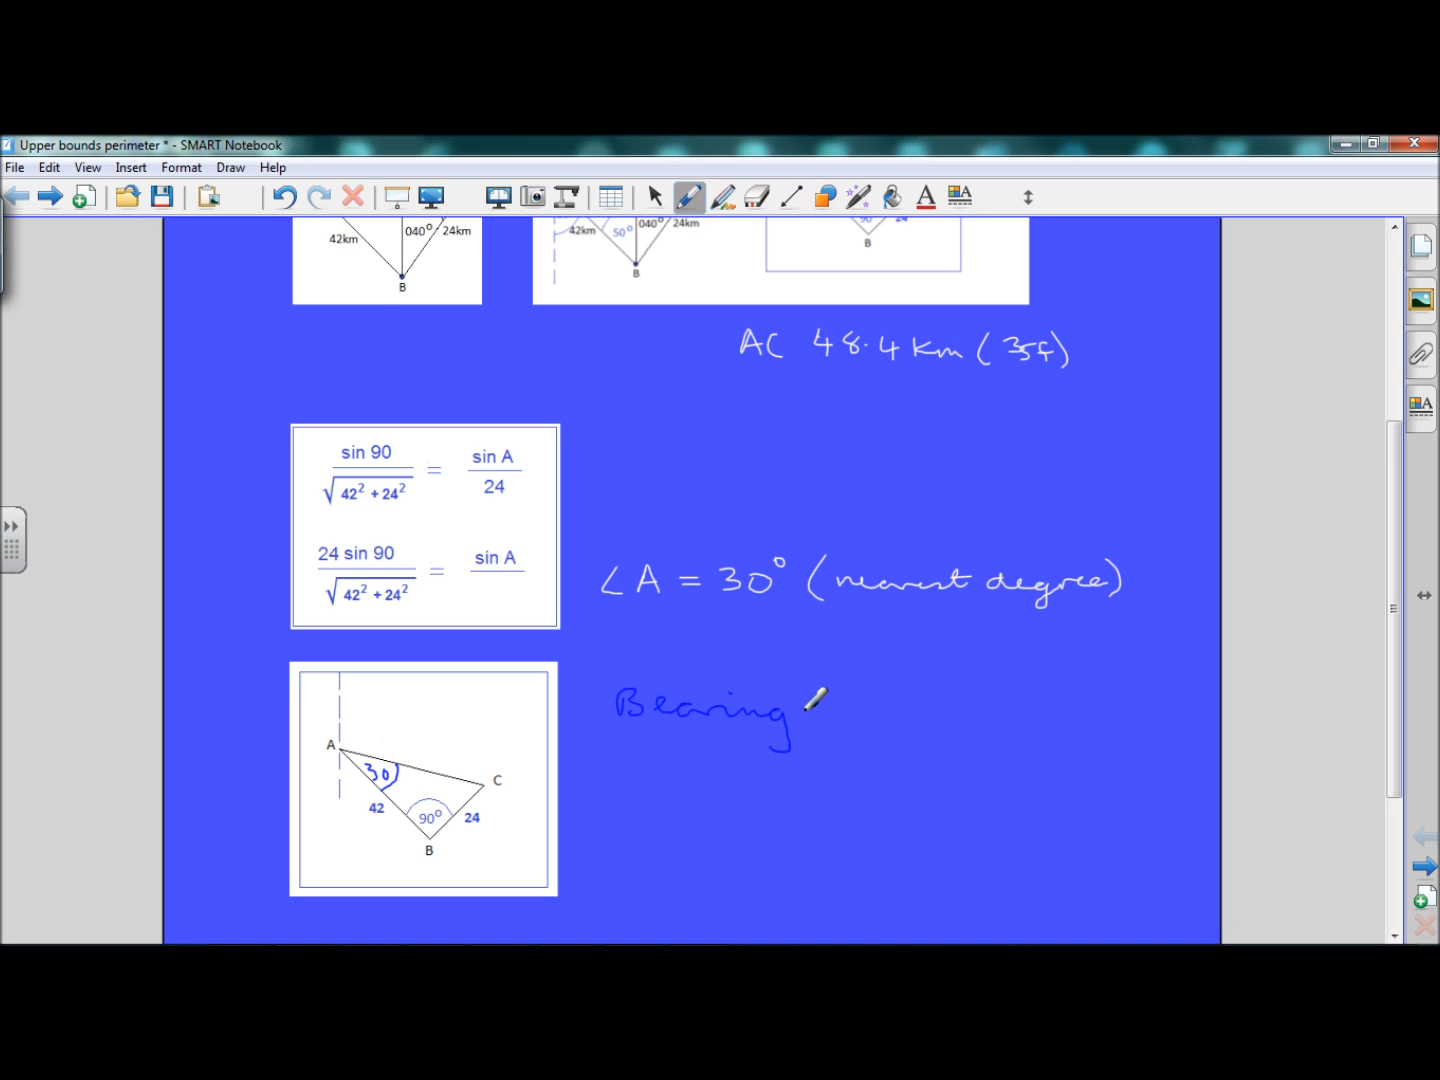 Upper bounds perimeter * - SMART Notebook
File Edit View Insert Format Draw Help
42km 040° 24km
B
42km 50° 040° 24km
B
90 24
B
AC 48.4 km (3sf)
sin 90 = sin A
√42² + 24² 24
24 sin 90 = sin A
√42² + 24²
∠A = 30° (nearest degree)
Bearing
A
30
C
42
90°
24
B